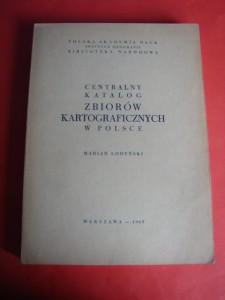 POLSKA AKADEMIA NAUK
INSTYTUT GEOGRAFII
BIBLIOTEKA NARODOWA
CENTRALNY
KATALOG
ZBIORÓW
KARTOGRAFICZNYCH
W POLSCE
MARIAN ŁODYŃSKI
WARSZAWA —